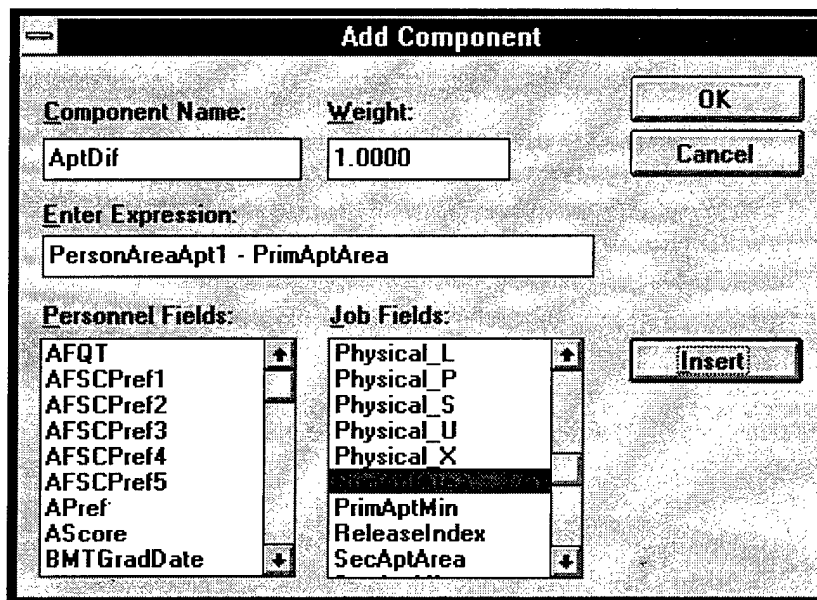 Add Component
Component Name:
Weight:
OK
AptDif
1.0000
Cancel
Enter Expression:
PersonAreaApt1 - PrimAptArea
Personnel Fields:
Job Fields:
Insert
AFQT
AFSCPref1
AFSCPref2
AFSCPref3
AFSCPref4
AFSCPref5
APref
AScore
BMTGradDate
Physical_L
Physical_P
Physical_S
Physical_U
Physical_X
PrimAptMin
ReleaseIndex
SecAptArea